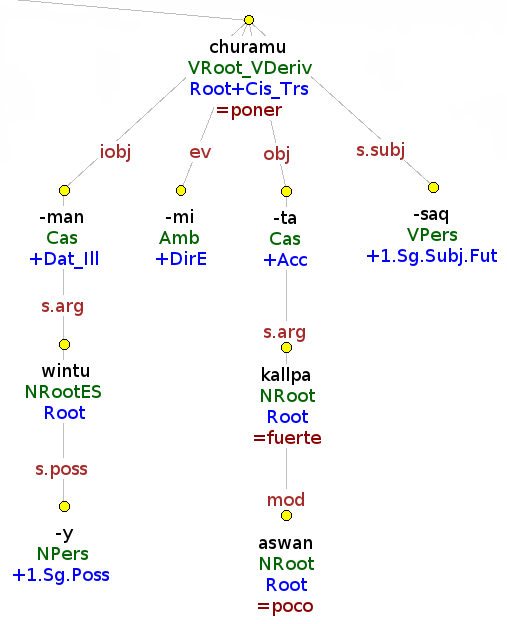 churamu
VRoot_VDeriv
Root+Cis_Trs
=poner
iobj
ev
obj
s.subj
-man
Cas
+Dat_Ill
-mi
Amb
+DirE
-ta
Cas
+Acc
-saq
VPers
+1.Sg.Subj.Fut
s.arg
s.arg
wintu
NRootES
Root
kallpa
NRoot
Root
=fuerte
s.poss
mod
-y
NPers
+1.Sg.Poss
aswan
NRoot
Root
=poco